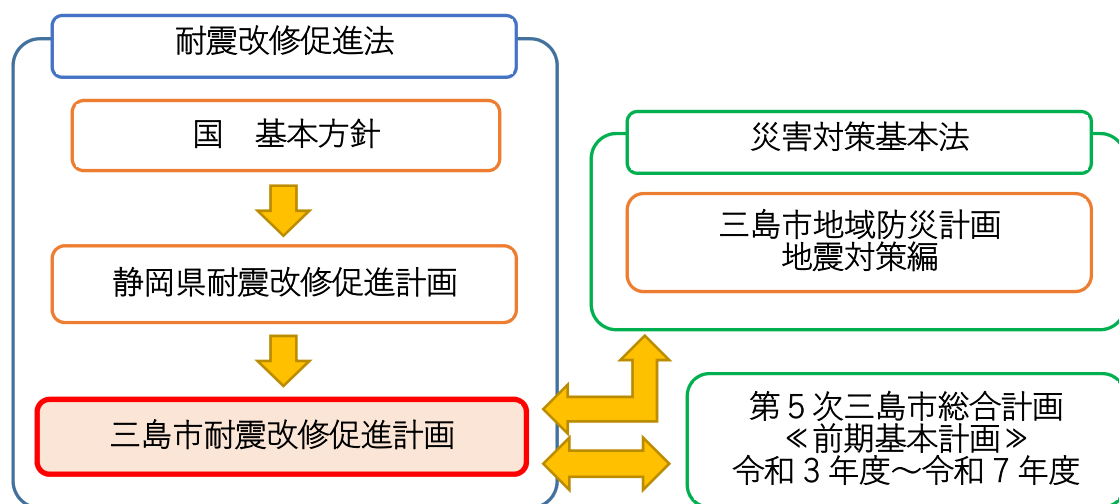 耐震改修促進法
国　基本方針
静岡県耐震改修促進計画
三島市耐震改修促進計画
災害対策基本法
三島市地域防災計画
地震対策編
第５次三島市総合計画
≪前期基本計画≫
令和３年度～令和７年度